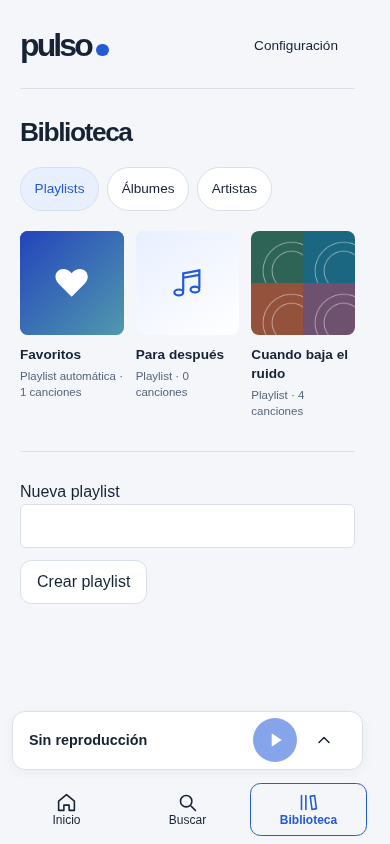 pulso
Configuración
Biblioteca
Playlists
Álbumes
Artistas
Favoritos
Playlist automática ·
1 canciones
Para después
Playlist · 0
canciones
Cuando baja el
ruido
Playlist · 4
canciones
Nueva playlist
Crear playlist
Sin reproducción
Inicio
Buscar
Biblioteca